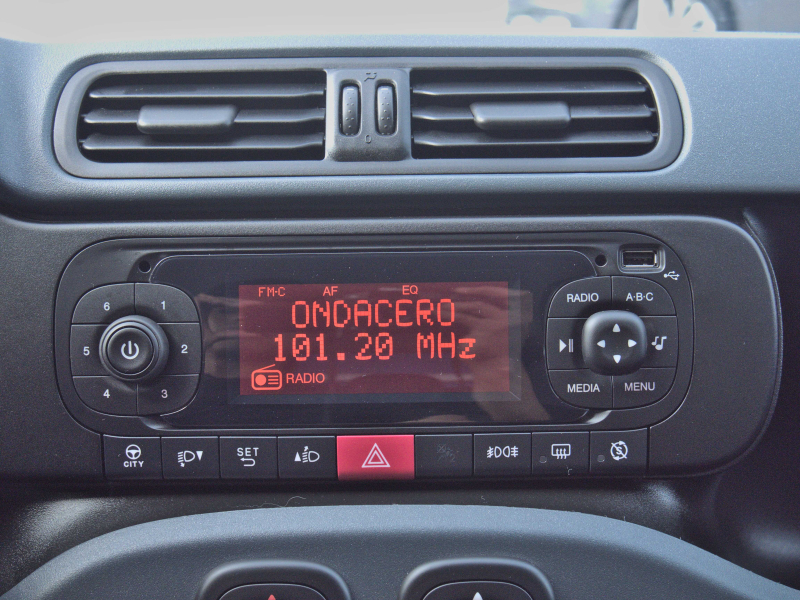 FM-C AF EQ
ONDACERO
101.20 MHz
RADIO
6 1
5 2
4 3
RADIO A·B·C
MEDIA MENU
CITY
SET
0